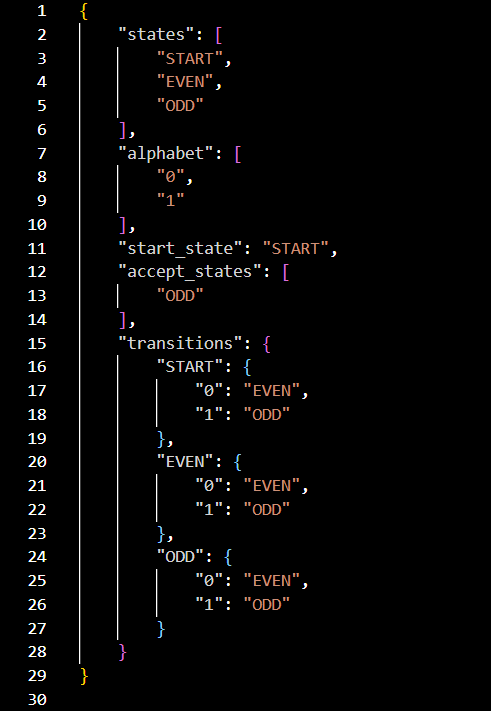 1 {
2     "states": [
3         "START",
4         "EVEN",
5         "ODD"
6     ],
7     "alphabet": [
8         "0",
9         "1"
10     ],
11     "start_state": "START",
12     "accept_states": [
13         "ODD"
14     ],
15     "transitions": {
16         "START": {
17             "0": "EVEN",
18             "1": "ODD"
19         },
20         "EVEN": {
21             "0": "EVEN",
22             "1": "ODD"
23         },
24         "ODD": {
25             "0": "EVEN",
26             "1": "ODD"
27         }
28     }
29 }
30